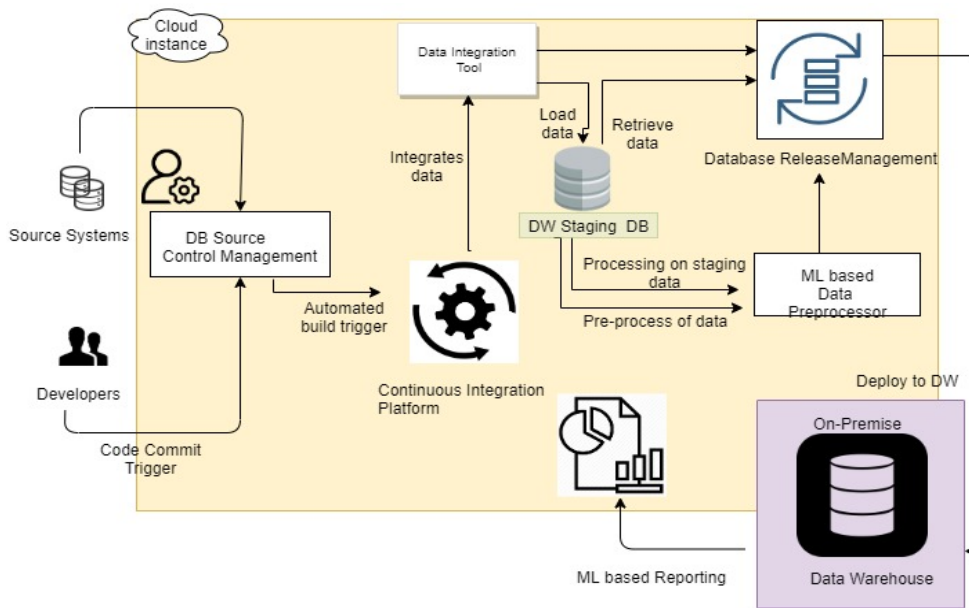 Cloud
instance
Data Integration
Tool
Load
data
Retrieve
data
Integrates
data
Database ReleaseManagement
Source Systems
DB Source
Control Management
DW Staging DB
Processing on staging
data
ML based
Data
Preprocessor
Automated
build trigger
Pre-process of data
Developers
Continuous Integration
Platform
Deploy to DW
Code Commit
Trigger
On-Premise
ML based Reporting
Data Warehouse